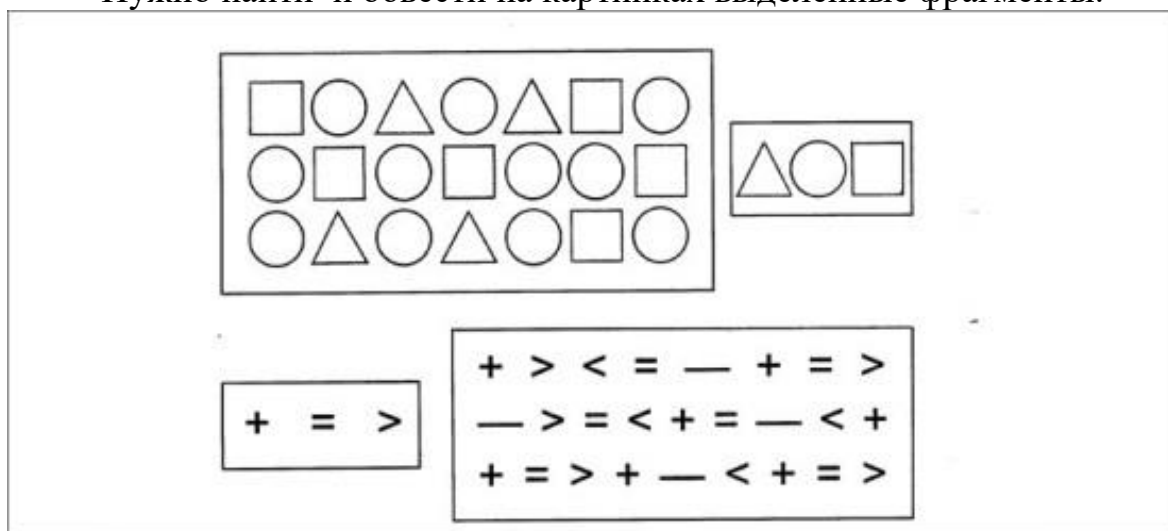 Нужно найти и обвести на картинках выделенные фрагменты.
+ > < = — + = >
+ = >
— > = < + = — < +
+ = > + — < + = >